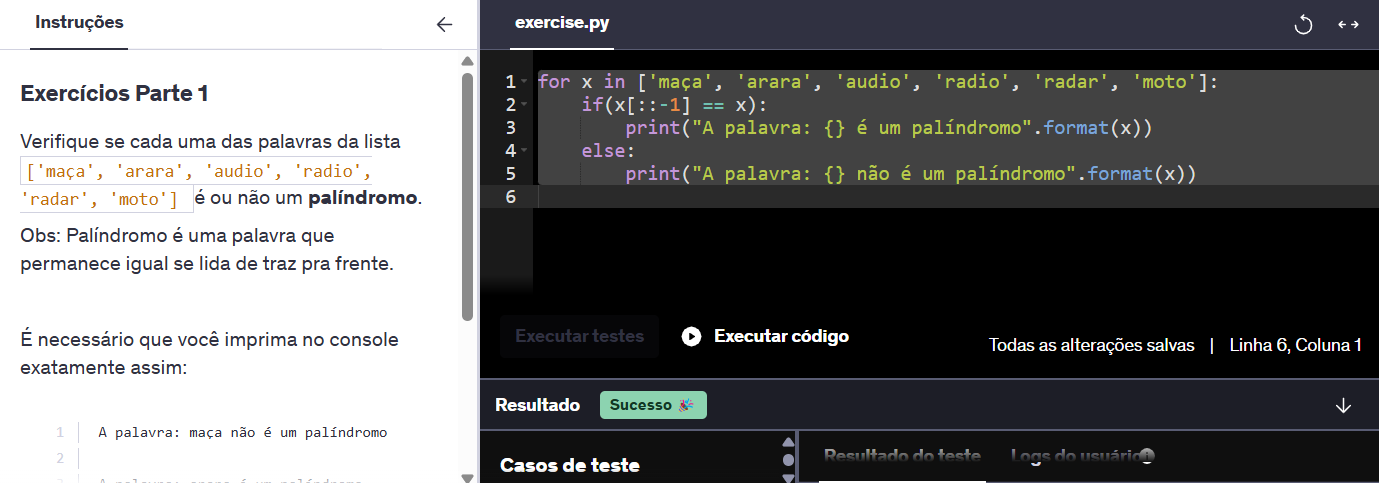 Instruções
Exercícios Parte 1
Verifique se cada uma das palavras da lista
['maça', 'arara', 'audio', 'radio',
'radar', 'moto'] é ou não um palíndromo.
Obs: Palíndromo é uma palavra que
permanece igual se lida de traz pra frente.
É necessário que você imprima no console
exatamente assim:
1 A palavra: maça não é um palíndromo
2
3 A palavra: arara é um palíndromo
exercise.py
1 for x in ['maça', 'arara', 'audio', 'radio', 'radar', 'moto']:
2 if(x[::-1] == x):
3 print("A palavra: {} é um palíndromo".format(x))
4 else:
5 print("A palavra: {} não é um palíndromo".format(x))
6
Executar testes
Executar código
Todas as alterações salvas | Linha 6, Coluna 1
Resultado Sucesso 🎉
Casos de teste
Resultado do teste Logs do usuário